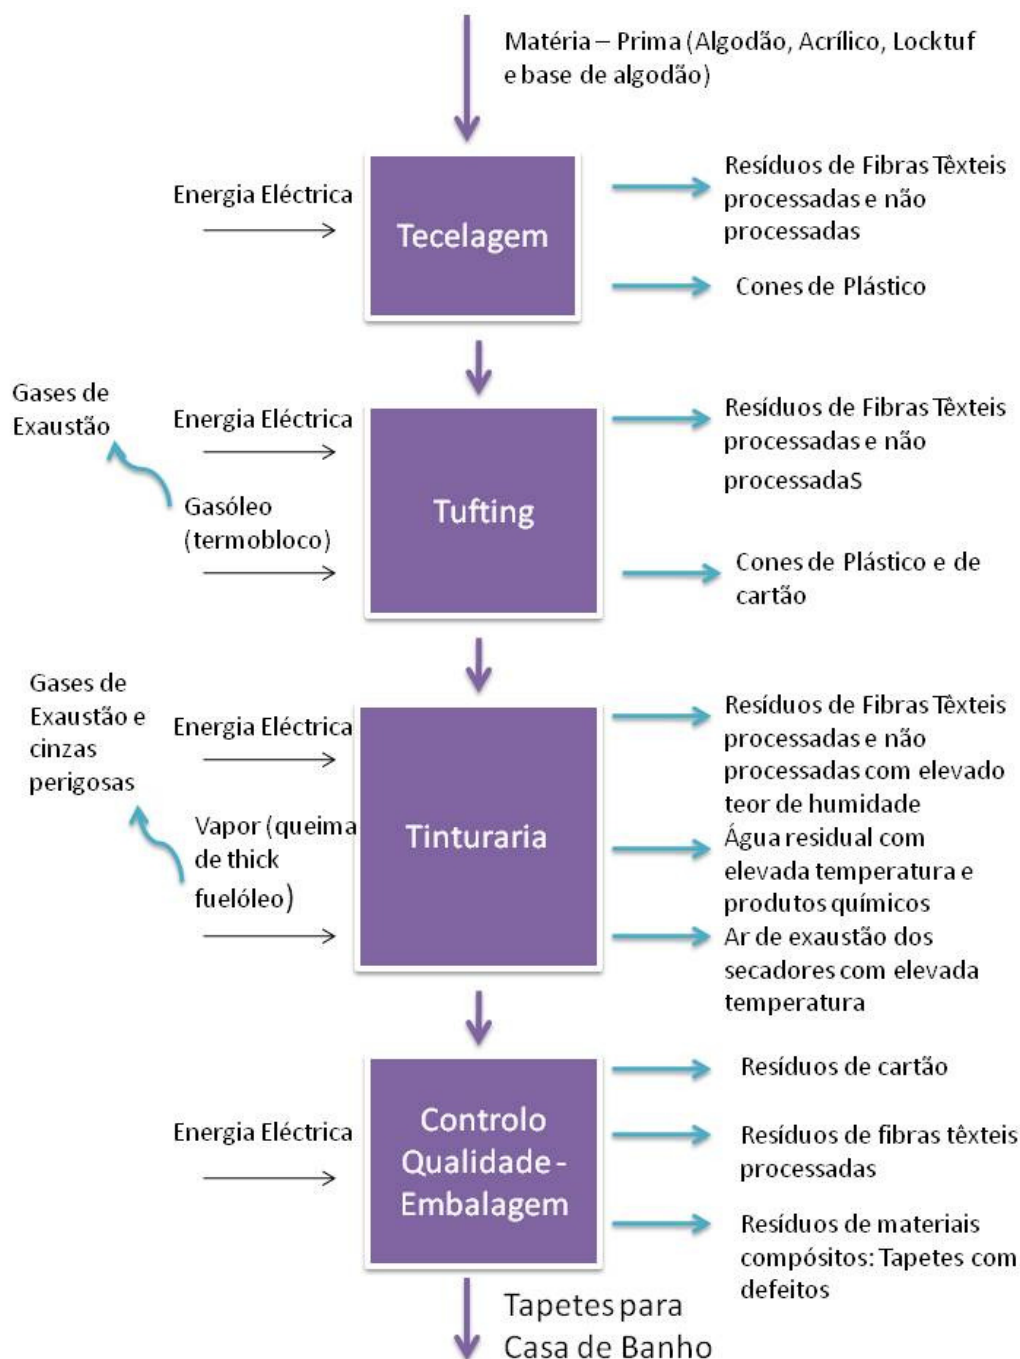 Matéria – Prima (Algodão, Acrílico, Locktuf
e base de algodão)
Energia Eléctrica
Tecelagem
Resíduos de Fibras Têxteis
processadas e não
processadas
Cones de Plástico
Gases de
Exaustão
Energia Eléctrica
Gasóleo
(termobloco)
Tufting
Resíduos de Fibras Têxteis
processadas e não
processadaS
Cones de Plástico e de
cartão
Gases de
Exaustão e
cinzas
perigosas
Energia Eléctrica
Vapor (queima
de thick
fuelóleo)
Tinturaria
Resíduos de Fibras Têxteis
processadas e não
processadas com elevado
teor de humidade
Água residual com
elevada temperatura e
produtos químicos
Ar de exaustão dos
secadores com elevada
temperatura
Energia Eléctrica
Controlo
Qualidade-
Embalagem
Resíduos de cartão
Resíduos de fibras têxteis
processadas
Resíduos de materiais
compósitos: Tapetes com
defeitos
Tapetes para
Casa de Banho